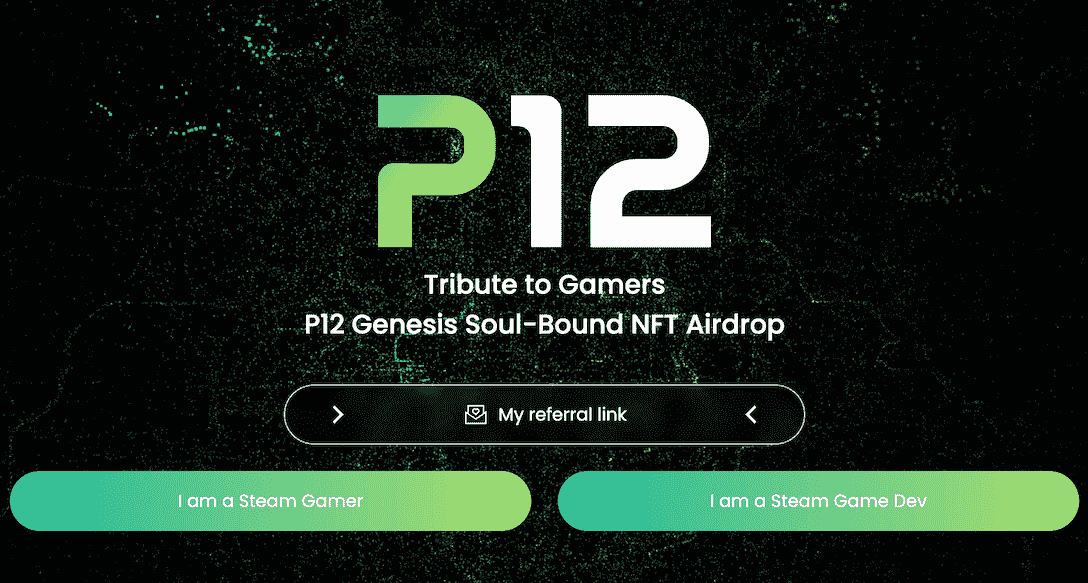 P12
Tribute to Gamers
P12 Genesis Soul-Bound NFT Airdrop
My referral link
I am a Steam Gamer
I am a Steam Game Dev